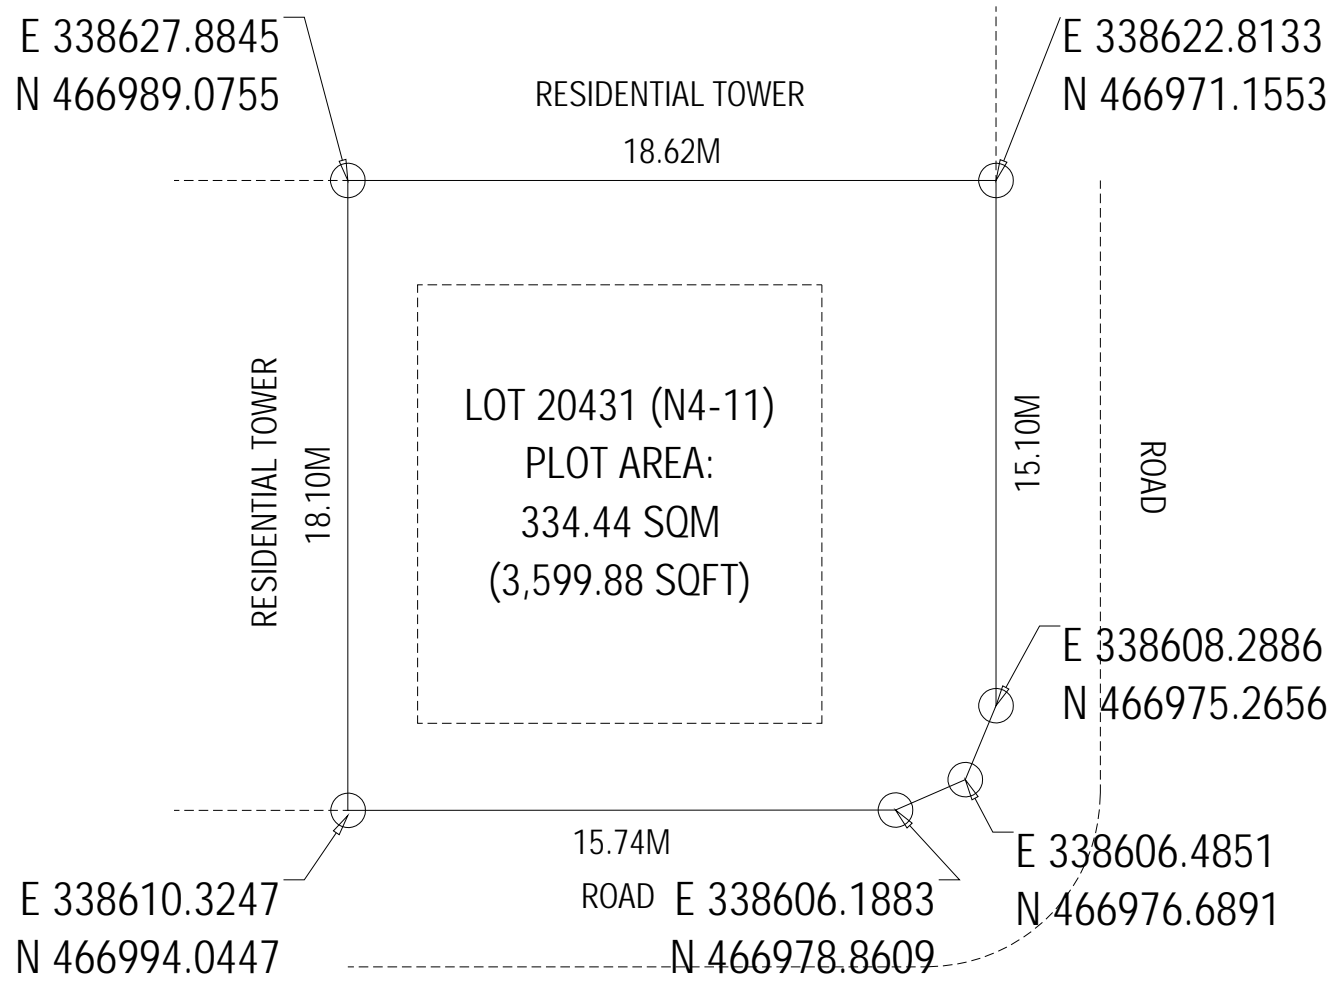 E 338627.8845
N 466989.0755
E 338622.8133
N 466971.1553
RESIDENTIAL TOWER
18.62M
RESIDENTIAL TOWER
18.10M
LOT 20431 (N4-11)
PLOT AREA:
334.44 SQM
(3,599.88 SQFT)
15.10M
ROAD
E 338608.2886
N 466975.2656
15.74M
ROAD
E 338606.4851
N 466976.6891
E 338610.3247
N 466994.0447
E 338606.1883
N 466978.8609